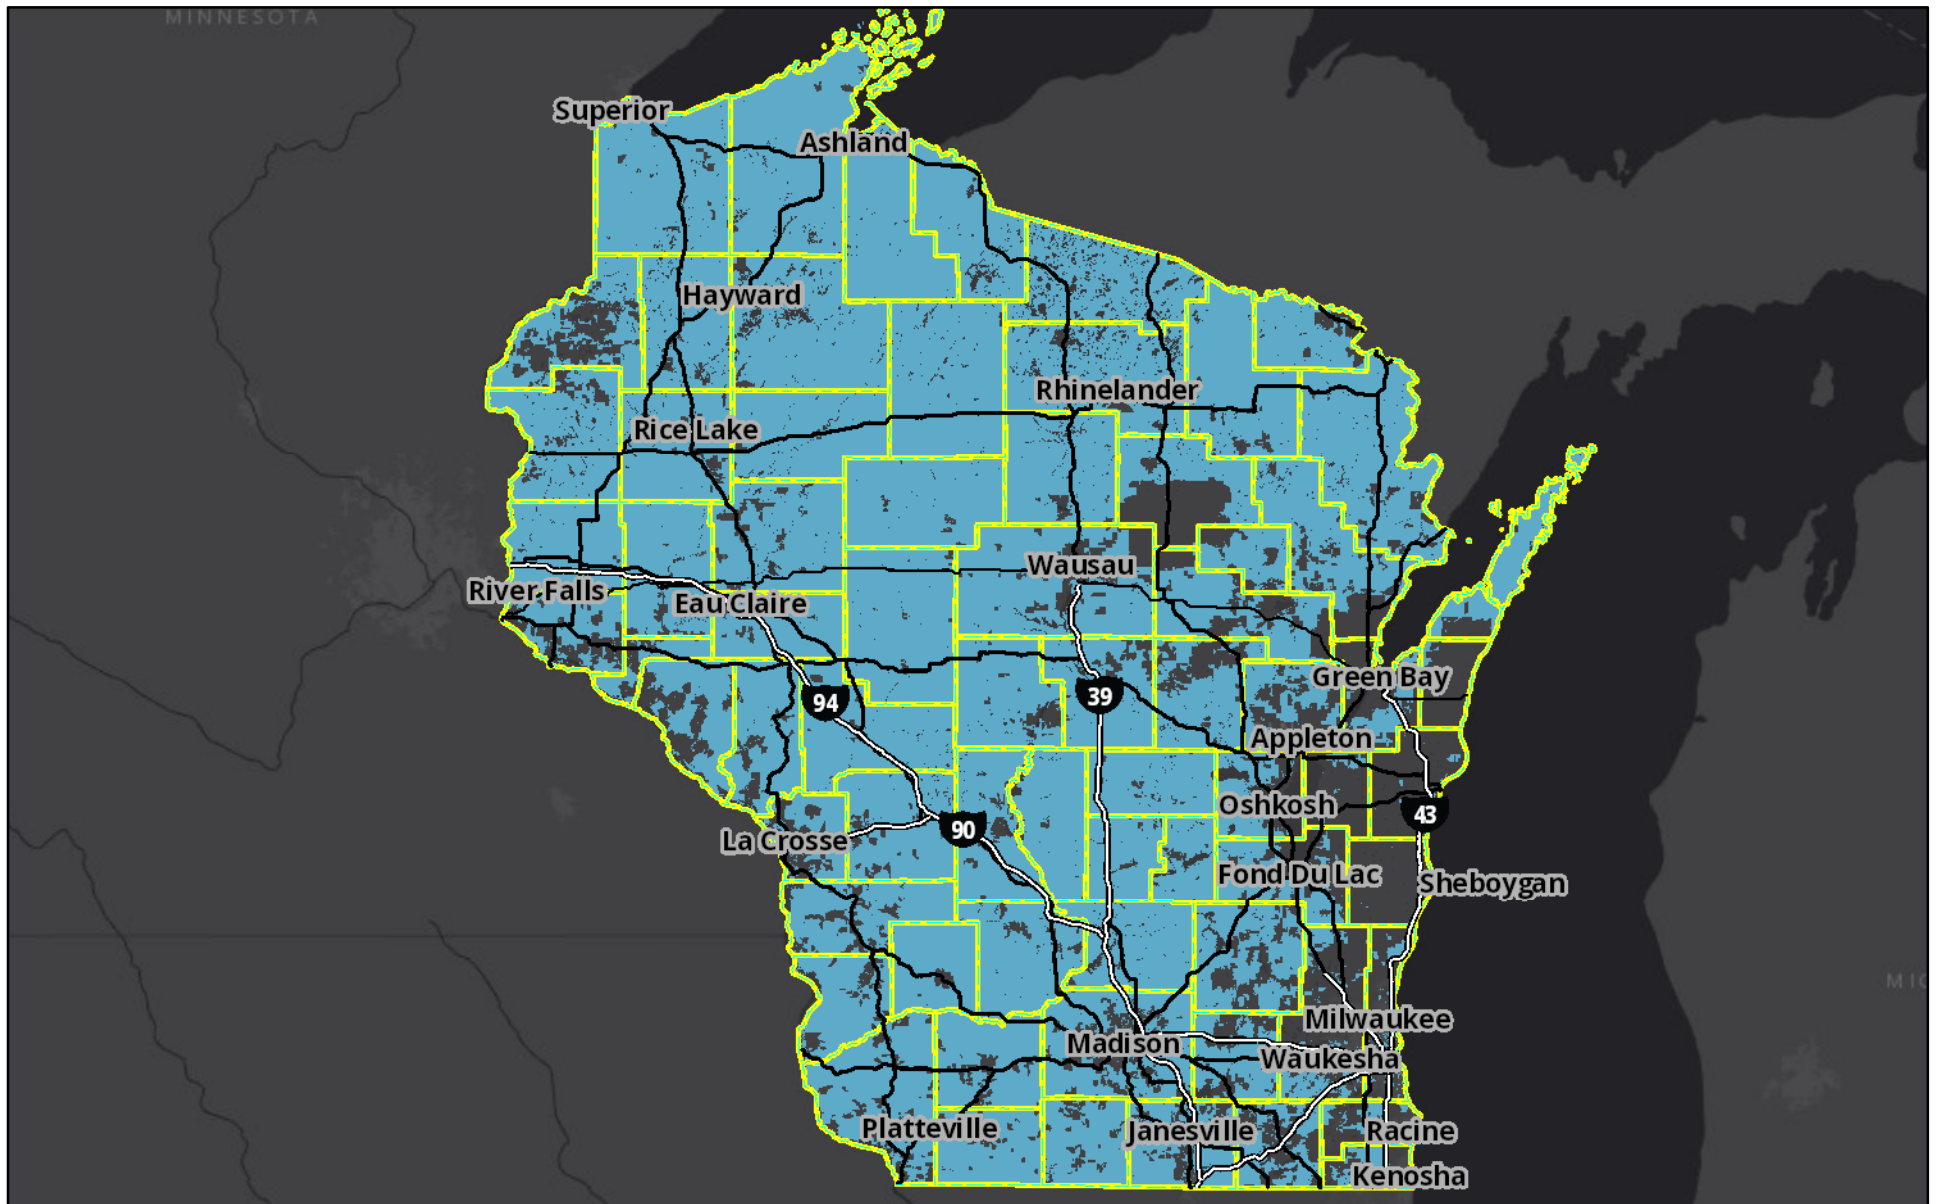 MINNESOTA
Superior
Ashland
Hayward
Rhinelander
Rice Lake
Wausau
River Falls
Eau Claire
Green Bay
94
39
Appleton
Oshkosh
43
90
La Crosse
Fond Du Lac
Sheboygan
MIC
Milwaukee
Madison
Waukesha
Platteville
Janesville
Racine
Kenosha